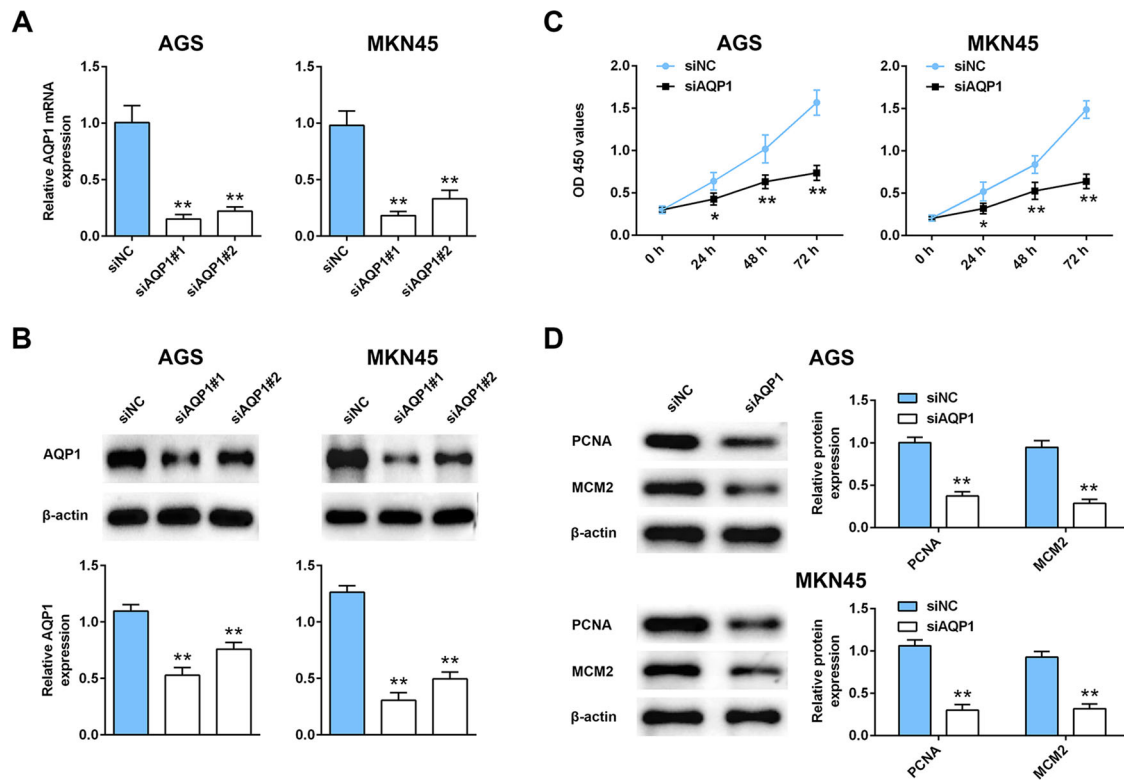 A
AGS
MKN45
Relative AQP1 mRNA
expression
1.5
1.0
0.5
0.0
**
**
siNC
siAQP1#1
siAQP1#2
1.5
1.0
0.5
0.0
**
**
siNC
siAQP1#1
siAQP1#2
B
AGS
MKN45
siNC
siAQP1#1
siAQP1#2
siNC
siAQP1#1
siAQP1#2
AQP1
β-actin
Relative AQP1
expression
1.5
1.0
0.5
0.0
**
**
1.5
1.0
0.5
0.0
**
**
C
AGS
MKN45
OD 450 values
2.0
1.5
1.0
0.5
0.0
siNC
siAQP1
*
**
**
0 h
24 h
48 h
72 h
2.0
1.5
1.0
0.5
0.0
siNC
siAQP1
*
**
**
0 h
24 h
48 h
72 h
D
AGS
siNC
siAQP1
PCNA
MCM2
β-actin
Relative protein
expression
1.5
1.0
0.5
0.0
siNC
siAQP1
**
**
PCNA
MCM2
MKN45
PCNA
MCM2
β-actin
Relative protein
expression
1.5
1.0
0.5
0.0
siNC
siAQP1
**
**
PCNA
MCM2